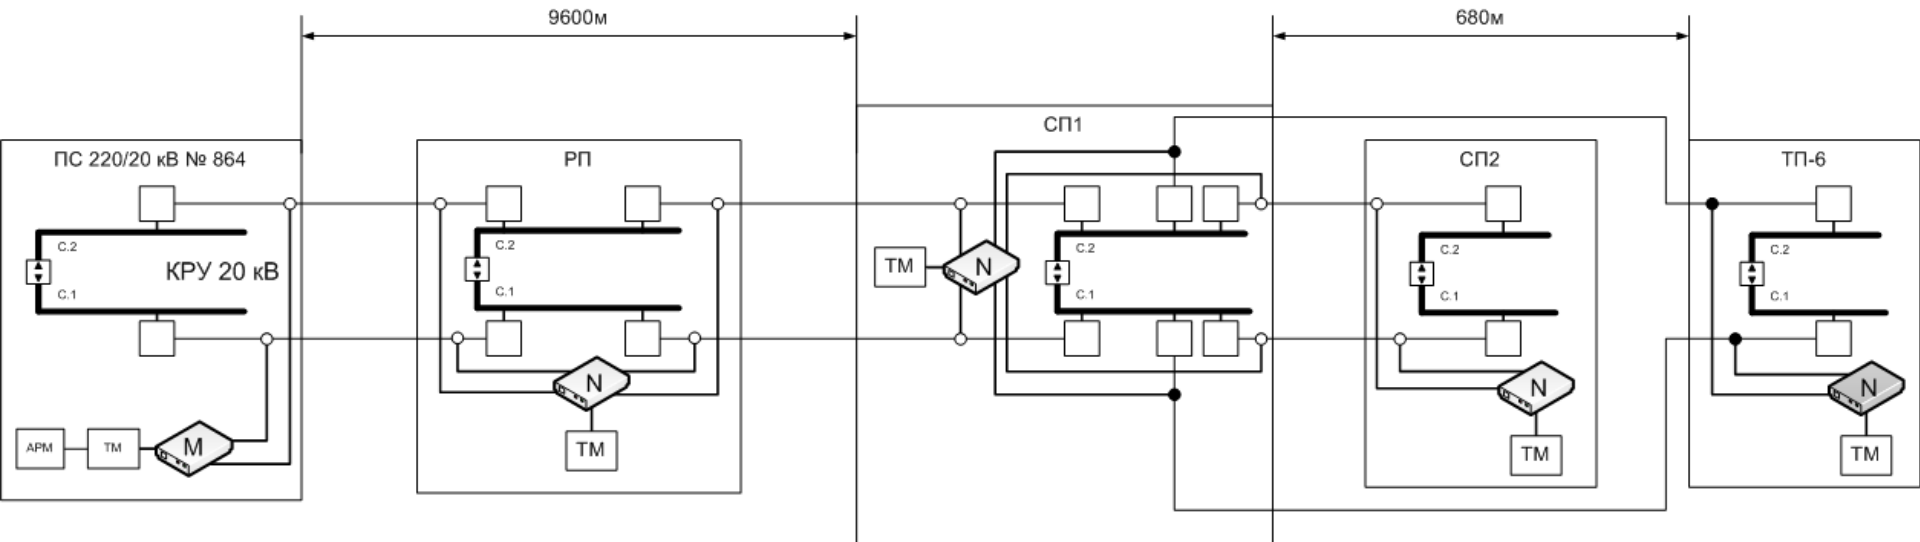 9600м
680м
СП1
ПС 220/20 кВ № 864
С.2
КРУ 20 кВ
С.1
АРМ
ТМ
M
РП
С.2
С.1
N
ТМ
ТМ
N
С.2
С.1
СП2
С.2
С.1
N
ТМ
ТП-6
С.2
С.1
N
ТМ